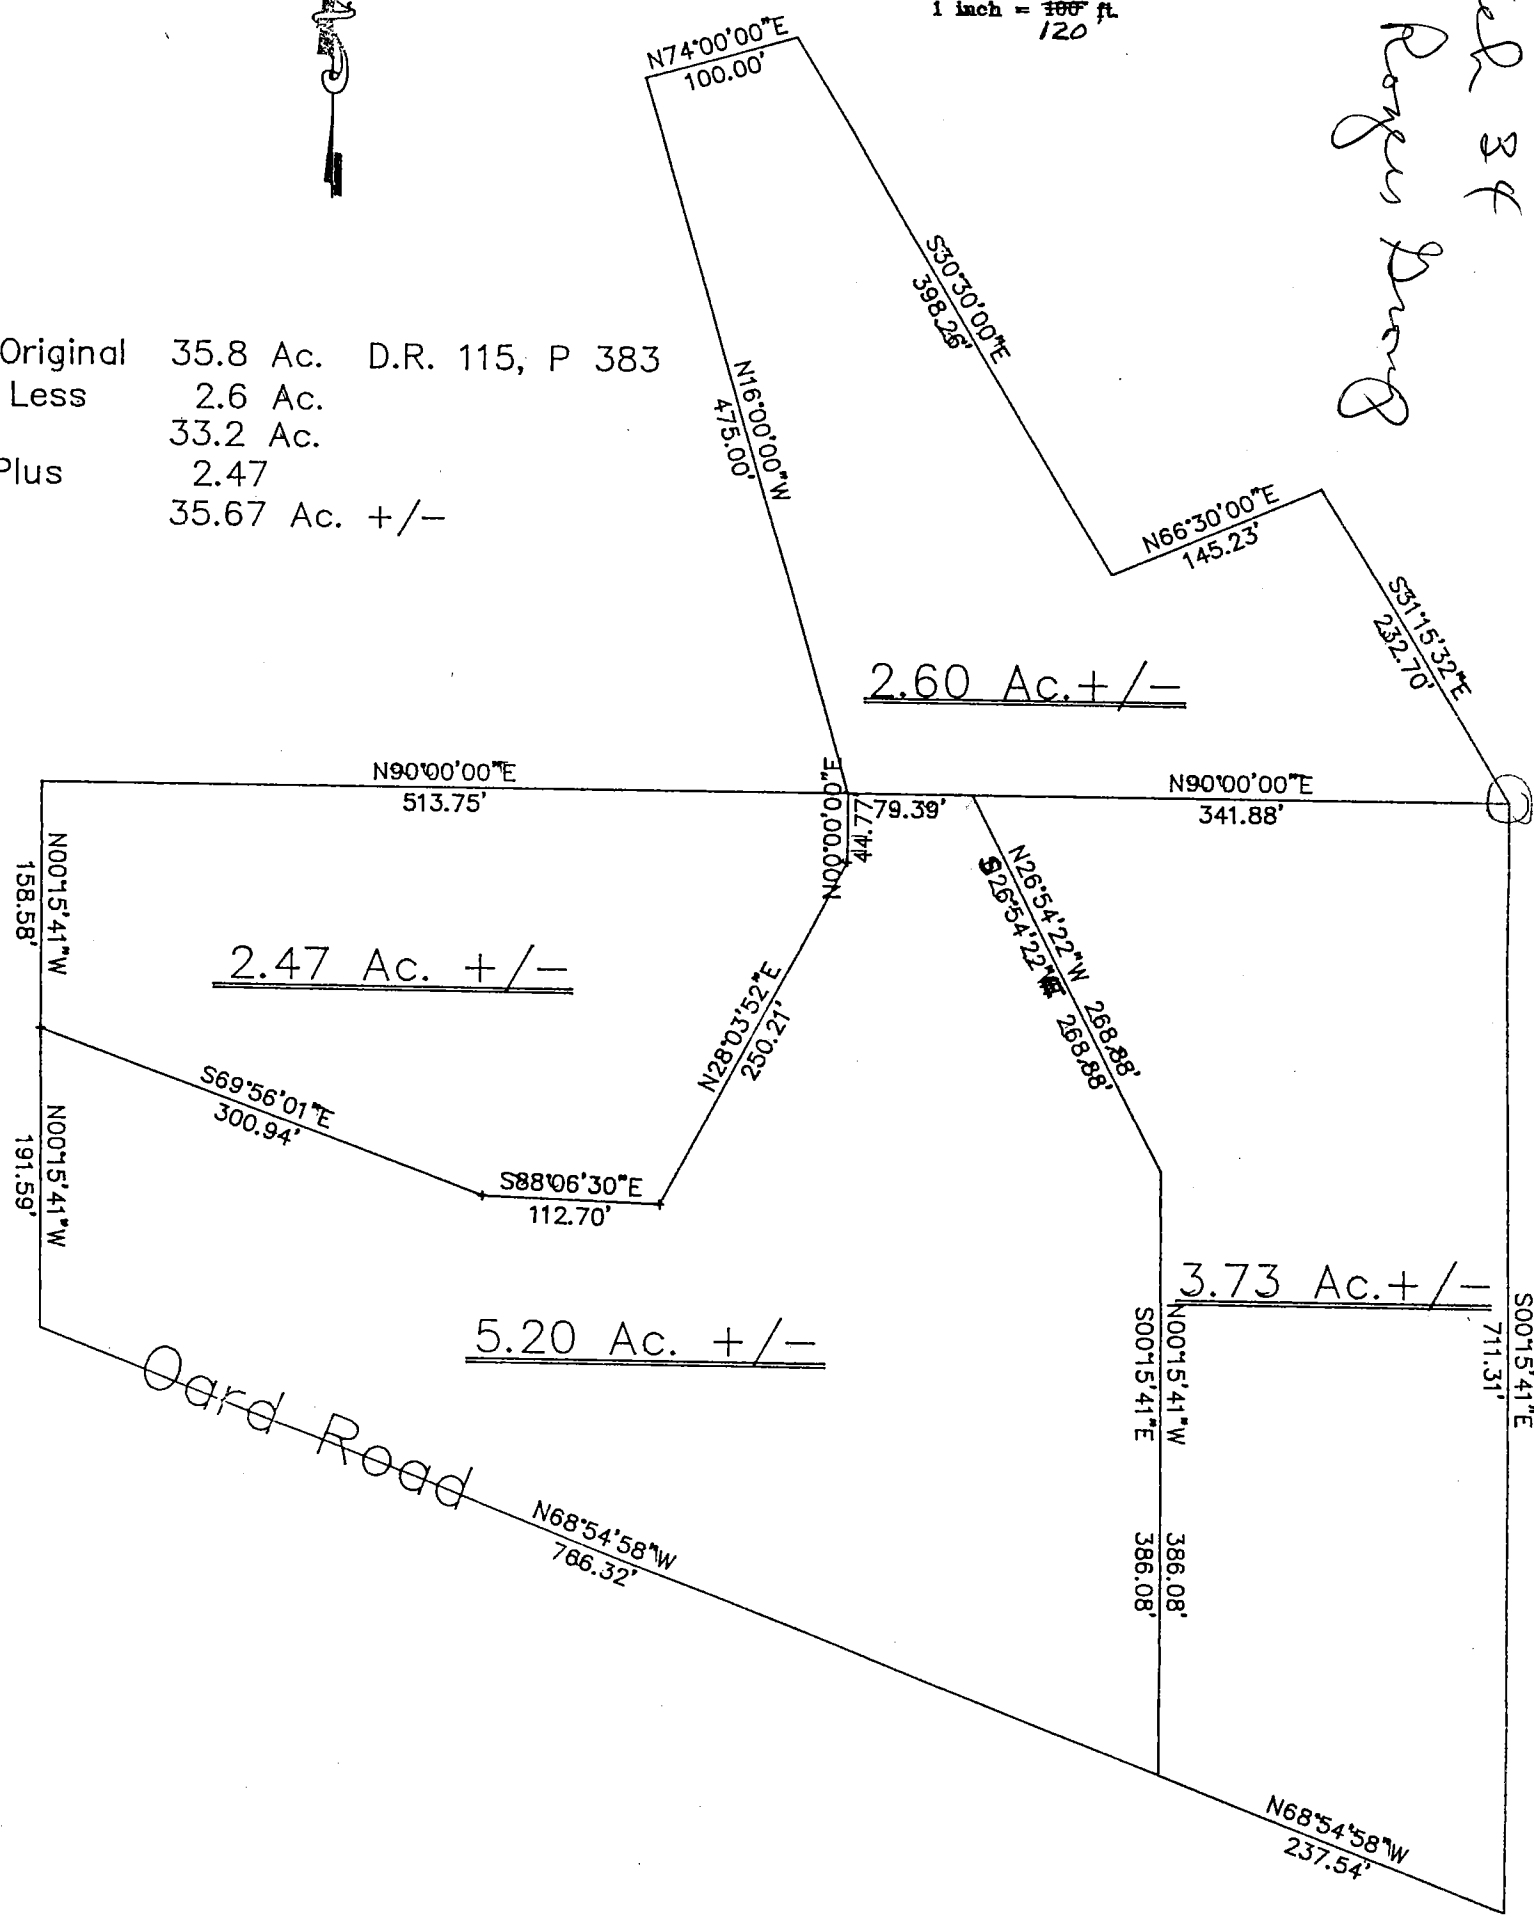 1 inch = 100 ft.
120
N74°00'00"E
100.00'
S30°30'00"E
398.26'
N16°00'00"W
475.00'
Original 35.8 Ac. D.R. 115, P 383
Less 2.6 Ac.
33.2 Ac.
Plus 2.47
35.67 Ac. +/-
N66°30'00"E
145.23'
S31°15'32"E
232.70'
2.60 Ac.+/-
N90°00'00"E
513.75'
N00°00'00"E
44.77'
79.39'
N90°00'00"E
341.88'
N00°15'41"W
158.58'
2.47 Ac. +/-
N28°03'52"E
250.21'
N26°54'22"W 268.88'
S26°54'22" 268.88'
S69°56'01"E
300.94'
S88°06'30"E
112.70'
N00°15'41"W
191.59'
5.20 Ac. +/-
3.73 Ac.+/-
N00°15'41"W 386.08'
S00°15'41"E 386.08'
S00°15'41"E
711.31'
Oard Road
N68°54'58"W
766.32'
N68°54'58"W
237.54'